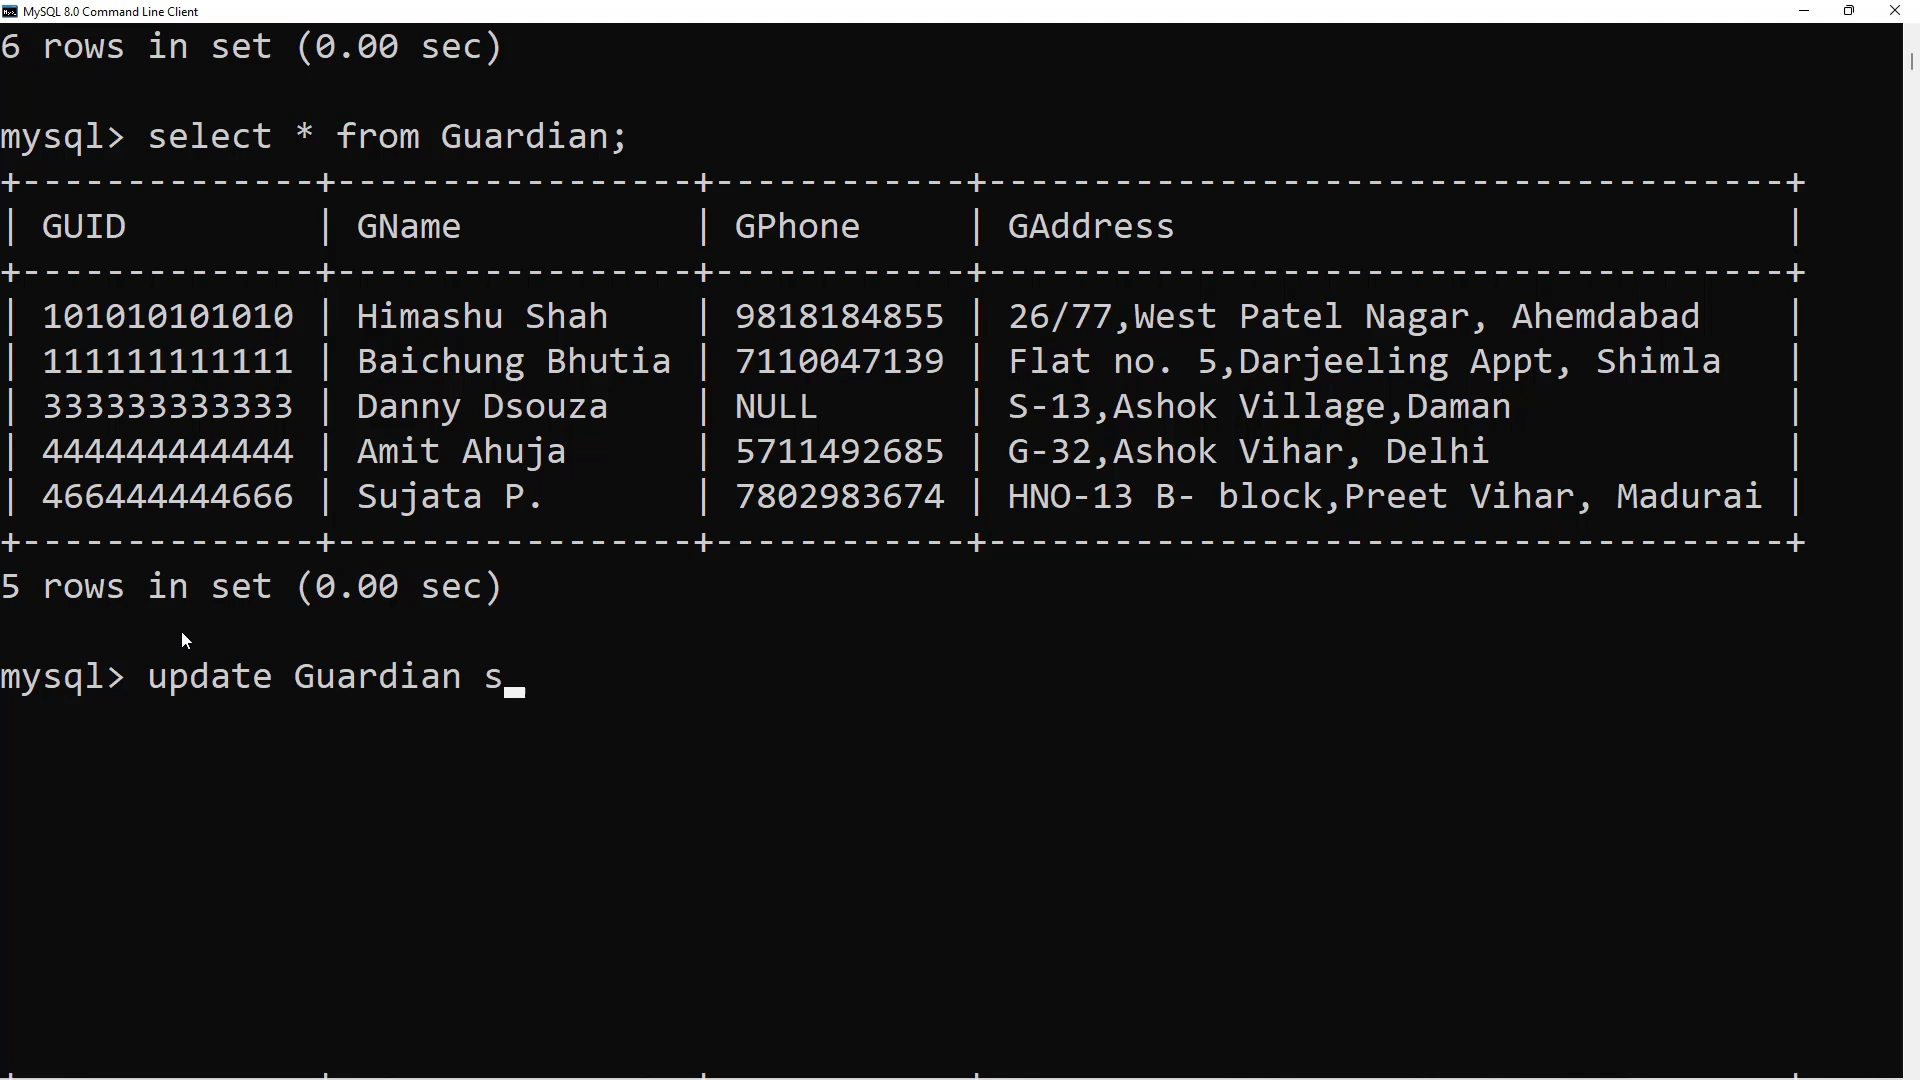 MySQL 8.0 Command Line Client
6 rows in set (0.00 sec)
mysql> select * from Guardian;
+--------------+-----------------+------------+--------------------------------------+
| GUID         | GName           | GPhone     | GAddress                             |
+--------------+-----------------+------------+--------------------------------------+
| 101010101010 | Himashu Shah    | 9818184855 | 26/77,West Patel Nagar, Ahemdabad    |
| 111111111111 | Baichung Bhutia | 7110047139 | Flat no. 5,Darjeeling Appt, Shimla   |
| 333333333333 | Danny Dsouza    | NULL       | S-13,Ashok Village,Daman             |
| 444444444444 | Amit Ahuja      | 5711492685 | G-32,Ashok Vihar, Delhi              |
| 466444444666 | Sujata P.       | 7802983674 | HNO-13 B- block,Preet Vihar, Madurai |
+--------------+-----------------+------------+--------------------------------------+
5 rows in set (0.00 sec)
mysql> update Guardian s_